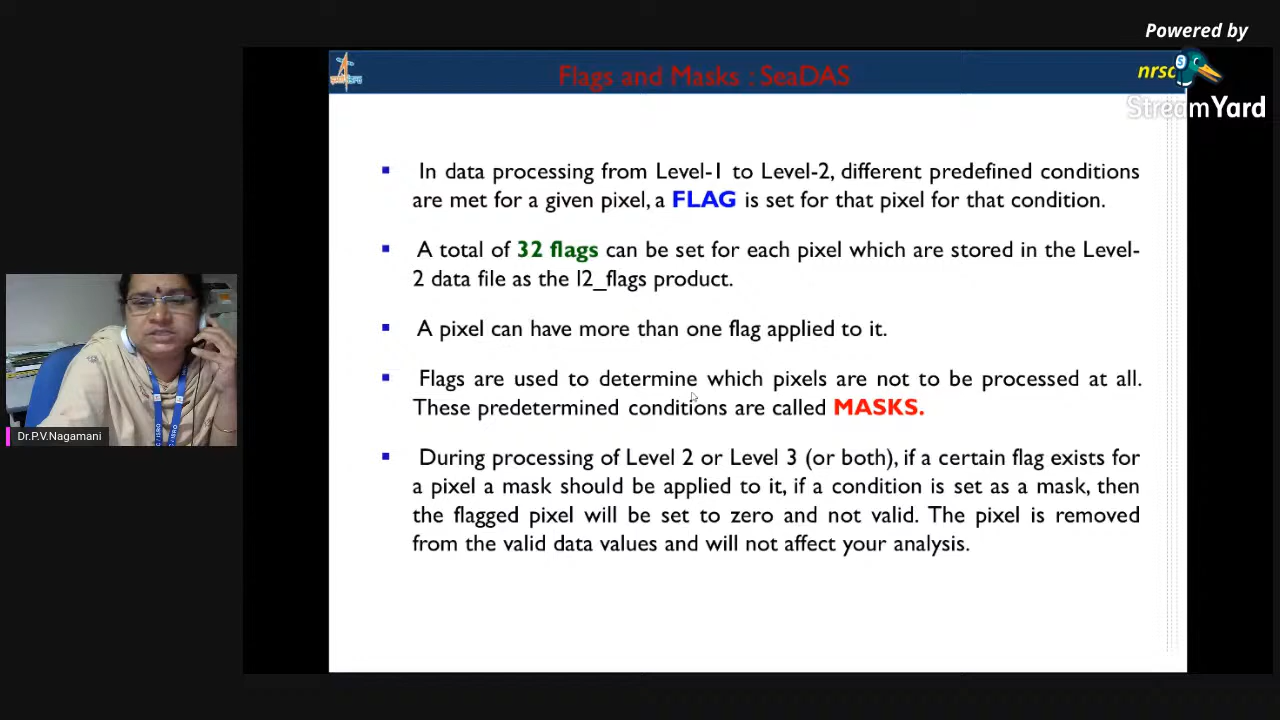 Powered by
StreamYard
Flags and Masks : SeaDAS
nrsc
▪ In data processing from Level-1 to Level-2, different predefined conditions
are met for a given pixel, a FLAG is set for that pixel for that condition.
▪ A total of 32 flags can be set for each pixel which are stored in the Level-
2 data file as the l2_flags product.
▪ A pixel can have more than one flag applied to it.
▪ Flags are used to determine which pixels are not to be processed at all.
These predetermined conditions are called MASKS.
▪ During processing of Level 2 or Level 3 (or both), if a certain flag exists for
a pixel a mask should be applied to it, if a condition is set as a mask, then
the flagged pixel will be set to zero and not valid. The pixel is removed
from the valid data values and will not affect your analysis.
Dr.P.V.Nagamani